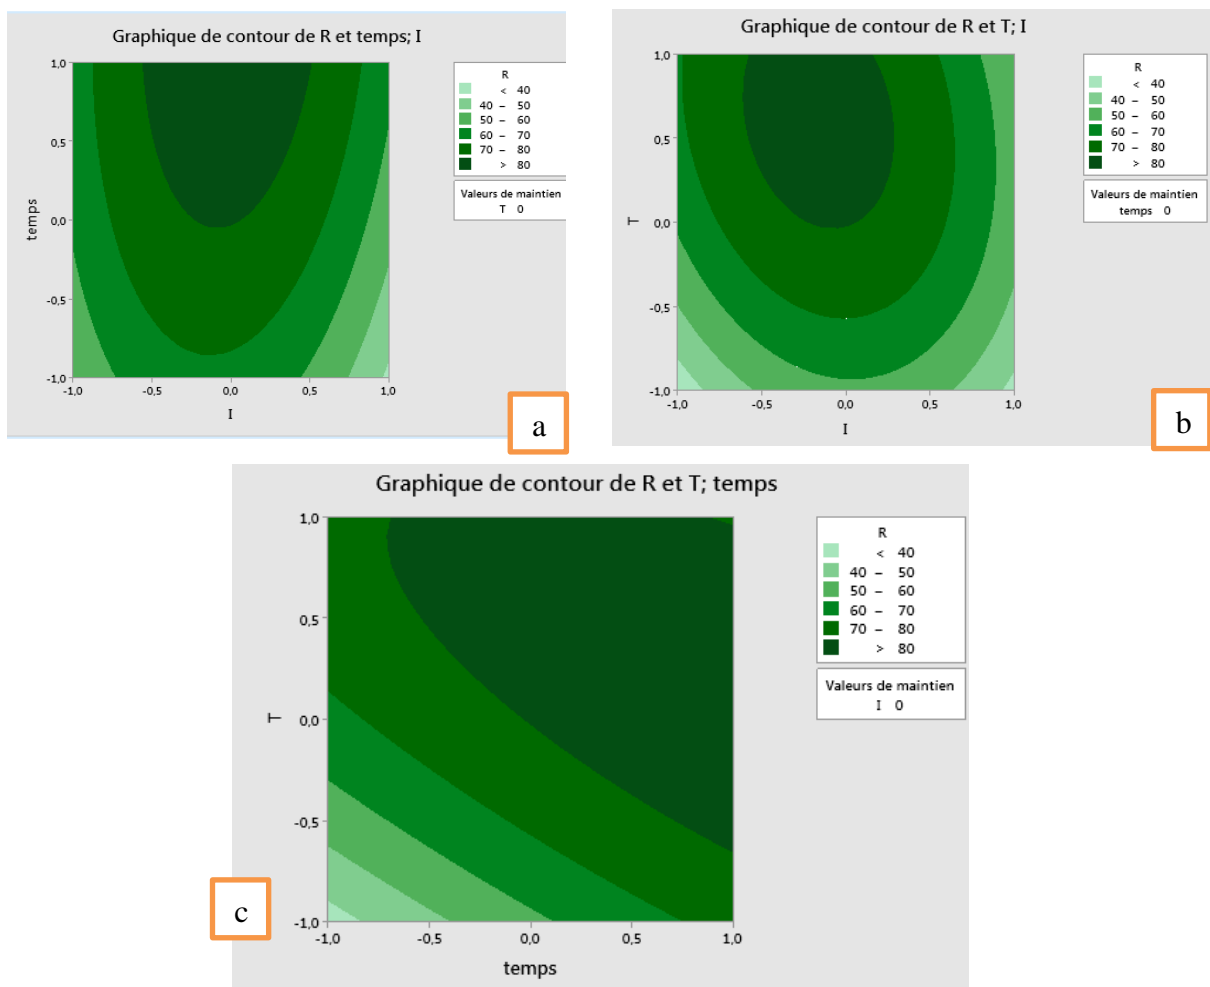 Graphique de contour de R et temps; I
1,0
0,5
0,0
-0,5
-1,0
temps
-1,0 -0,5 0,0 0,5 1,0
I
R
< 40
40 – 50
50 – 60
60 – 70
70 – 80
> 80
Valeurs de maintien
T 0
a
Graphique de contour de R et T; I
1,0
0,5
0,0
-0,5
-1,0
T
-1,0 -0,5 0,0 0,5 1,0
I
R
< 40
40 – 50
50 – 60
60 – 70
70 – 80
> 80
Valeurs de maintien
temps 0
b
Graphique de contour de R et T; temps
1,0
0,5
0,0
-0,5
-1,0
T
-1,0 -0,5 0,0 0,5 1,0
temps
R
< 40
40 – 50
50 – 60
60 – 70
70 – 80
> 80
Valeurs de maintien
I 0
c